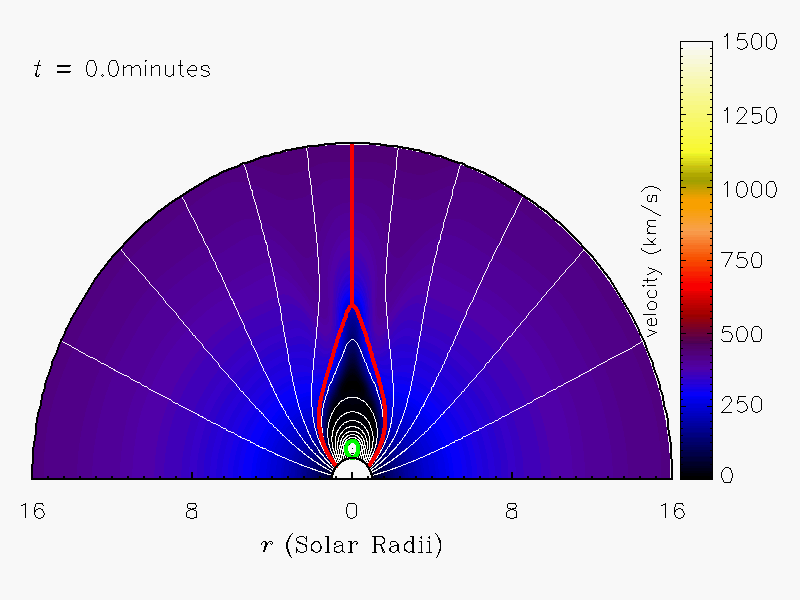 1500
t = 0.0minutes
1250
1000
velocity (km/s)
750
500
250
0
16 8 0 8 16
r (Solar Radii)